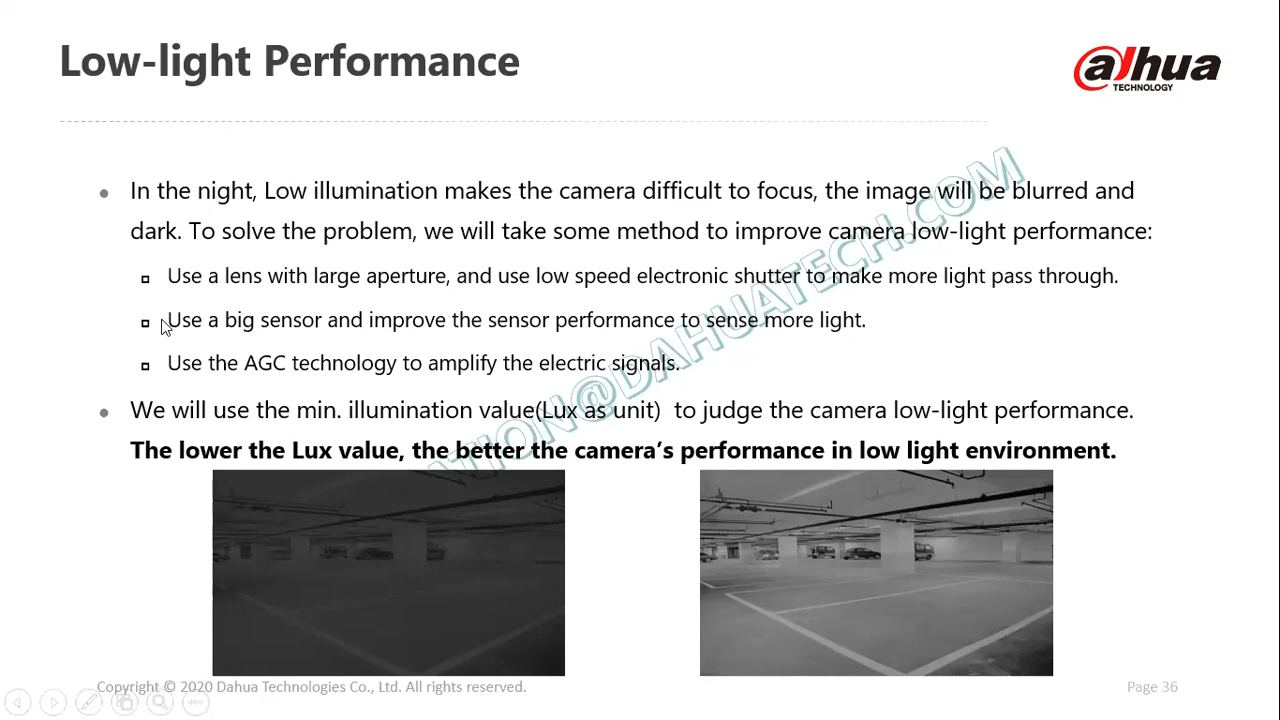 Low-light Performance
alhua
TECHNOLOGY
In the night, Low illumination makes the camera difficult to focus, the image will be blurred and
dark. To solve the problem, we will take some method to improve camera low-light performance:
Use a lens with large aperture, and use low speed electronic shutter to make more light pass through.
Use a big sensor and improve the sensor performance to sense more light.
Use the AGC technology to amplify the electric signals.
We will use the min. illumination value(Lux as unit) to judge the camera low-light performance.
The lower the Lux value, the better the camera’s performance in low light environment.
ATION@DAHUATECH.COM
Copyright © 2020 Dahua Technologies Co., Ltd. All rights reserved.
Page 36